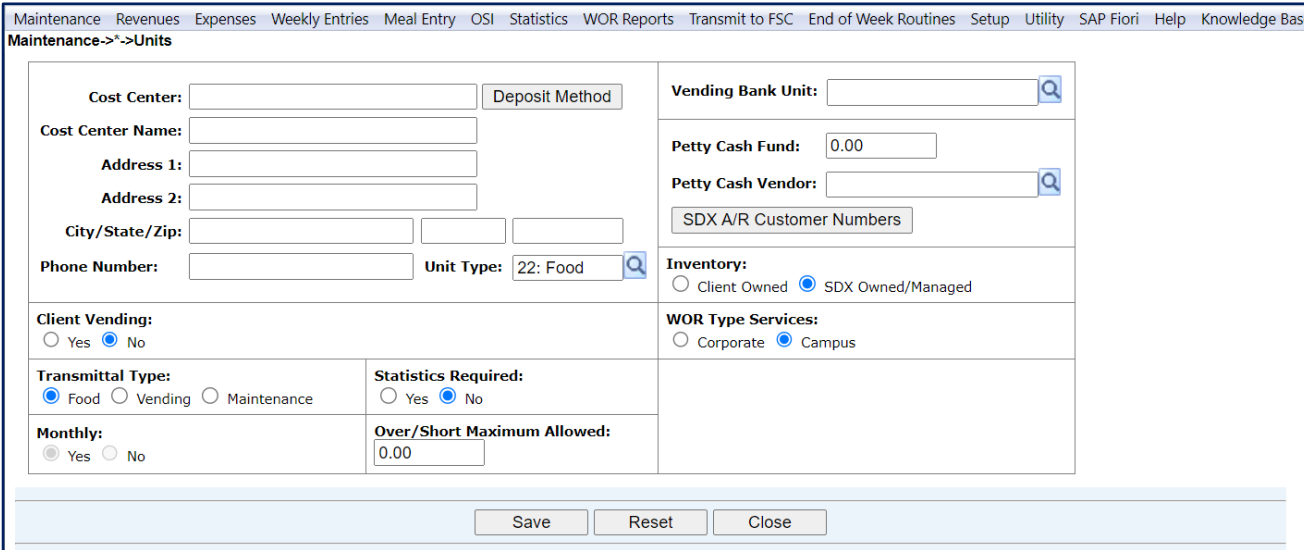 Maintenance Revenues Expenses Weekly Entries Meal Entry OSI Statistics WOR Reports Transmit to FSC End of Week Routines Setup Utility SAP Fiori Help Knowledge Bas
Maintenance->*->Units
Cost Center: Deposit Method
Cost Center Name:
Address 1:
Address 2:
City/State/Zip:
Phone Number: Unit Type: 22: Food
Vending Bank Unit:
Petty Cash Fund: 0.00
Petty Cash Vendor:
SDX A/R Customer Numbers
Inventory:
Client Owned SDX Owned/Managed
Client Vending:
Yes No
WOR Type Services:
Corporate Campus
Transmittal Type:
Food Vending Maintenance
Statistics Required:
Yes No
Monthly:
Yes No
Over/Short Maximum Allowed:
0.00
Save Reset Close